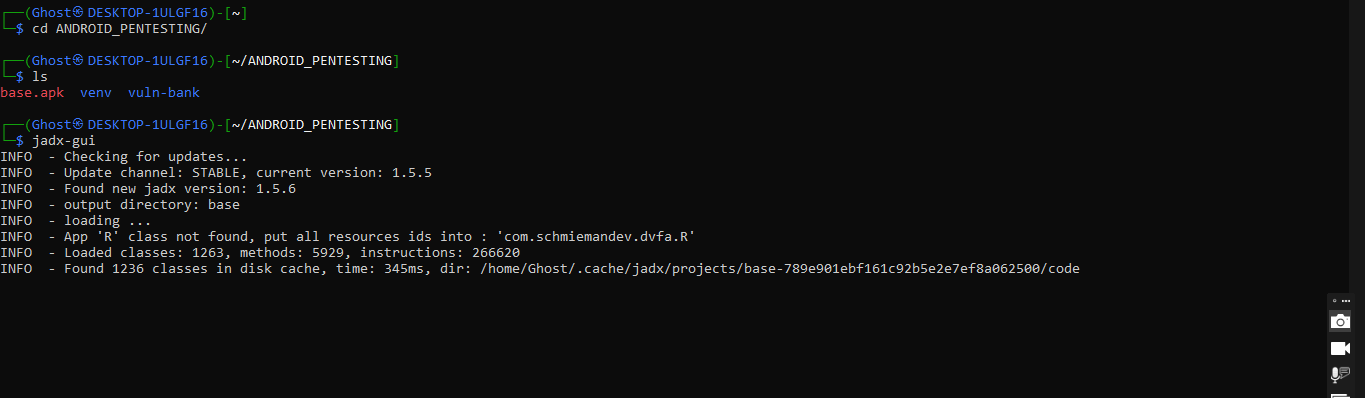 ┌──(Ghost㉿ DESKTOP-1ULGF16)-[~]
└─$ cd ANDROID_PENTESTING/
┌──(Ghost㉿ DESKTOP-1ULGF16)-[~/ANDROID_PENTESTING]
└─$ ls
base.apk  venv  vuln-bank
┌──(Ghost㉿ DESKTOP-1ULGF16)-[~/ANDROID_PENTESTING]
└─$ jadx-gui
INFO  - Checking for updates...
INFO  - Update channel: STABLE, current version: 1.5.5
INFO  - Found new jadx version: 1.5.6
INFO  - output directory: base
INFO  - loading ...
INFO  - App 'R' class not found, put all resources ids into : 'com.schmiemandev.dvfa.R'
INFO  - Loaded classes: 1263, methods: 5929, instructions: 266620
INFO  - Found 1236 classes in disk cache, time: 345ms, dir: /home/Ghost/.cache/jadx/projects/base-789e901ebf161c92b5e2e7ef8a062500/code